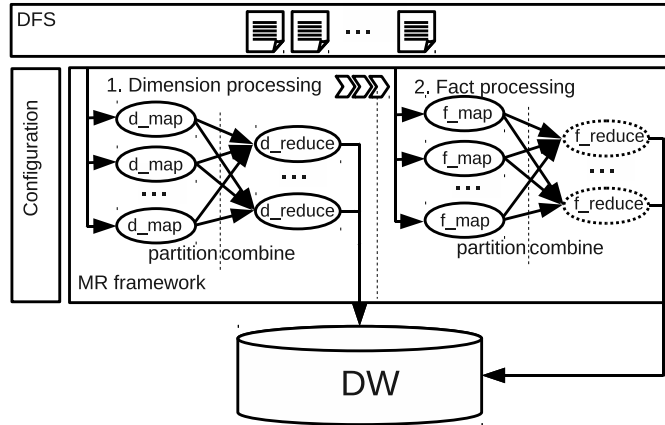 DFS
...
Configuration
1. Dimension processing
d_map
d_map
...
d_map
d_reduce
...
d_reduce
partition combine
2. Fact processing
f_map
f_map
...
f_map
f_reduce
...
f_reduce
partition combine
MR framework
DW